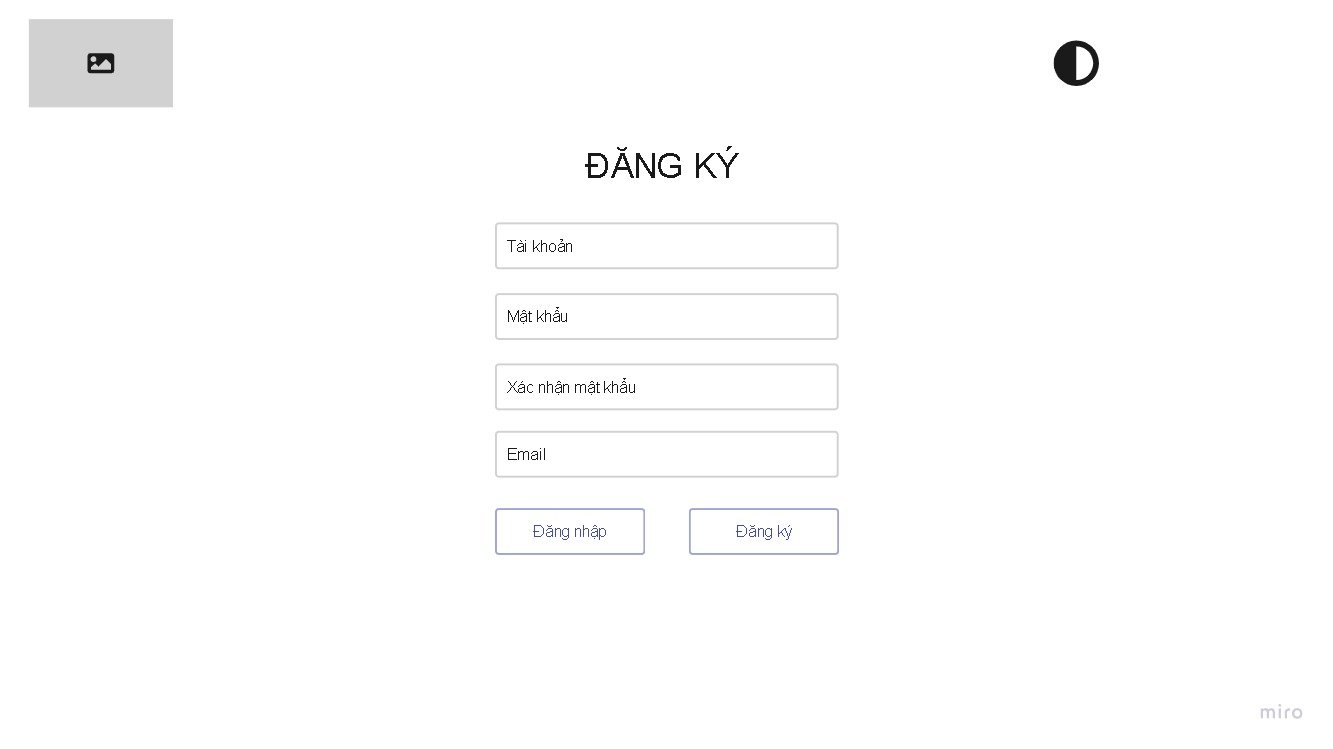 ĐĂNG KÝ
Tài khoản
Mật khẩu
Xác nhận mật khẩu
Email
Đăng nhập
Đăng ký
miro